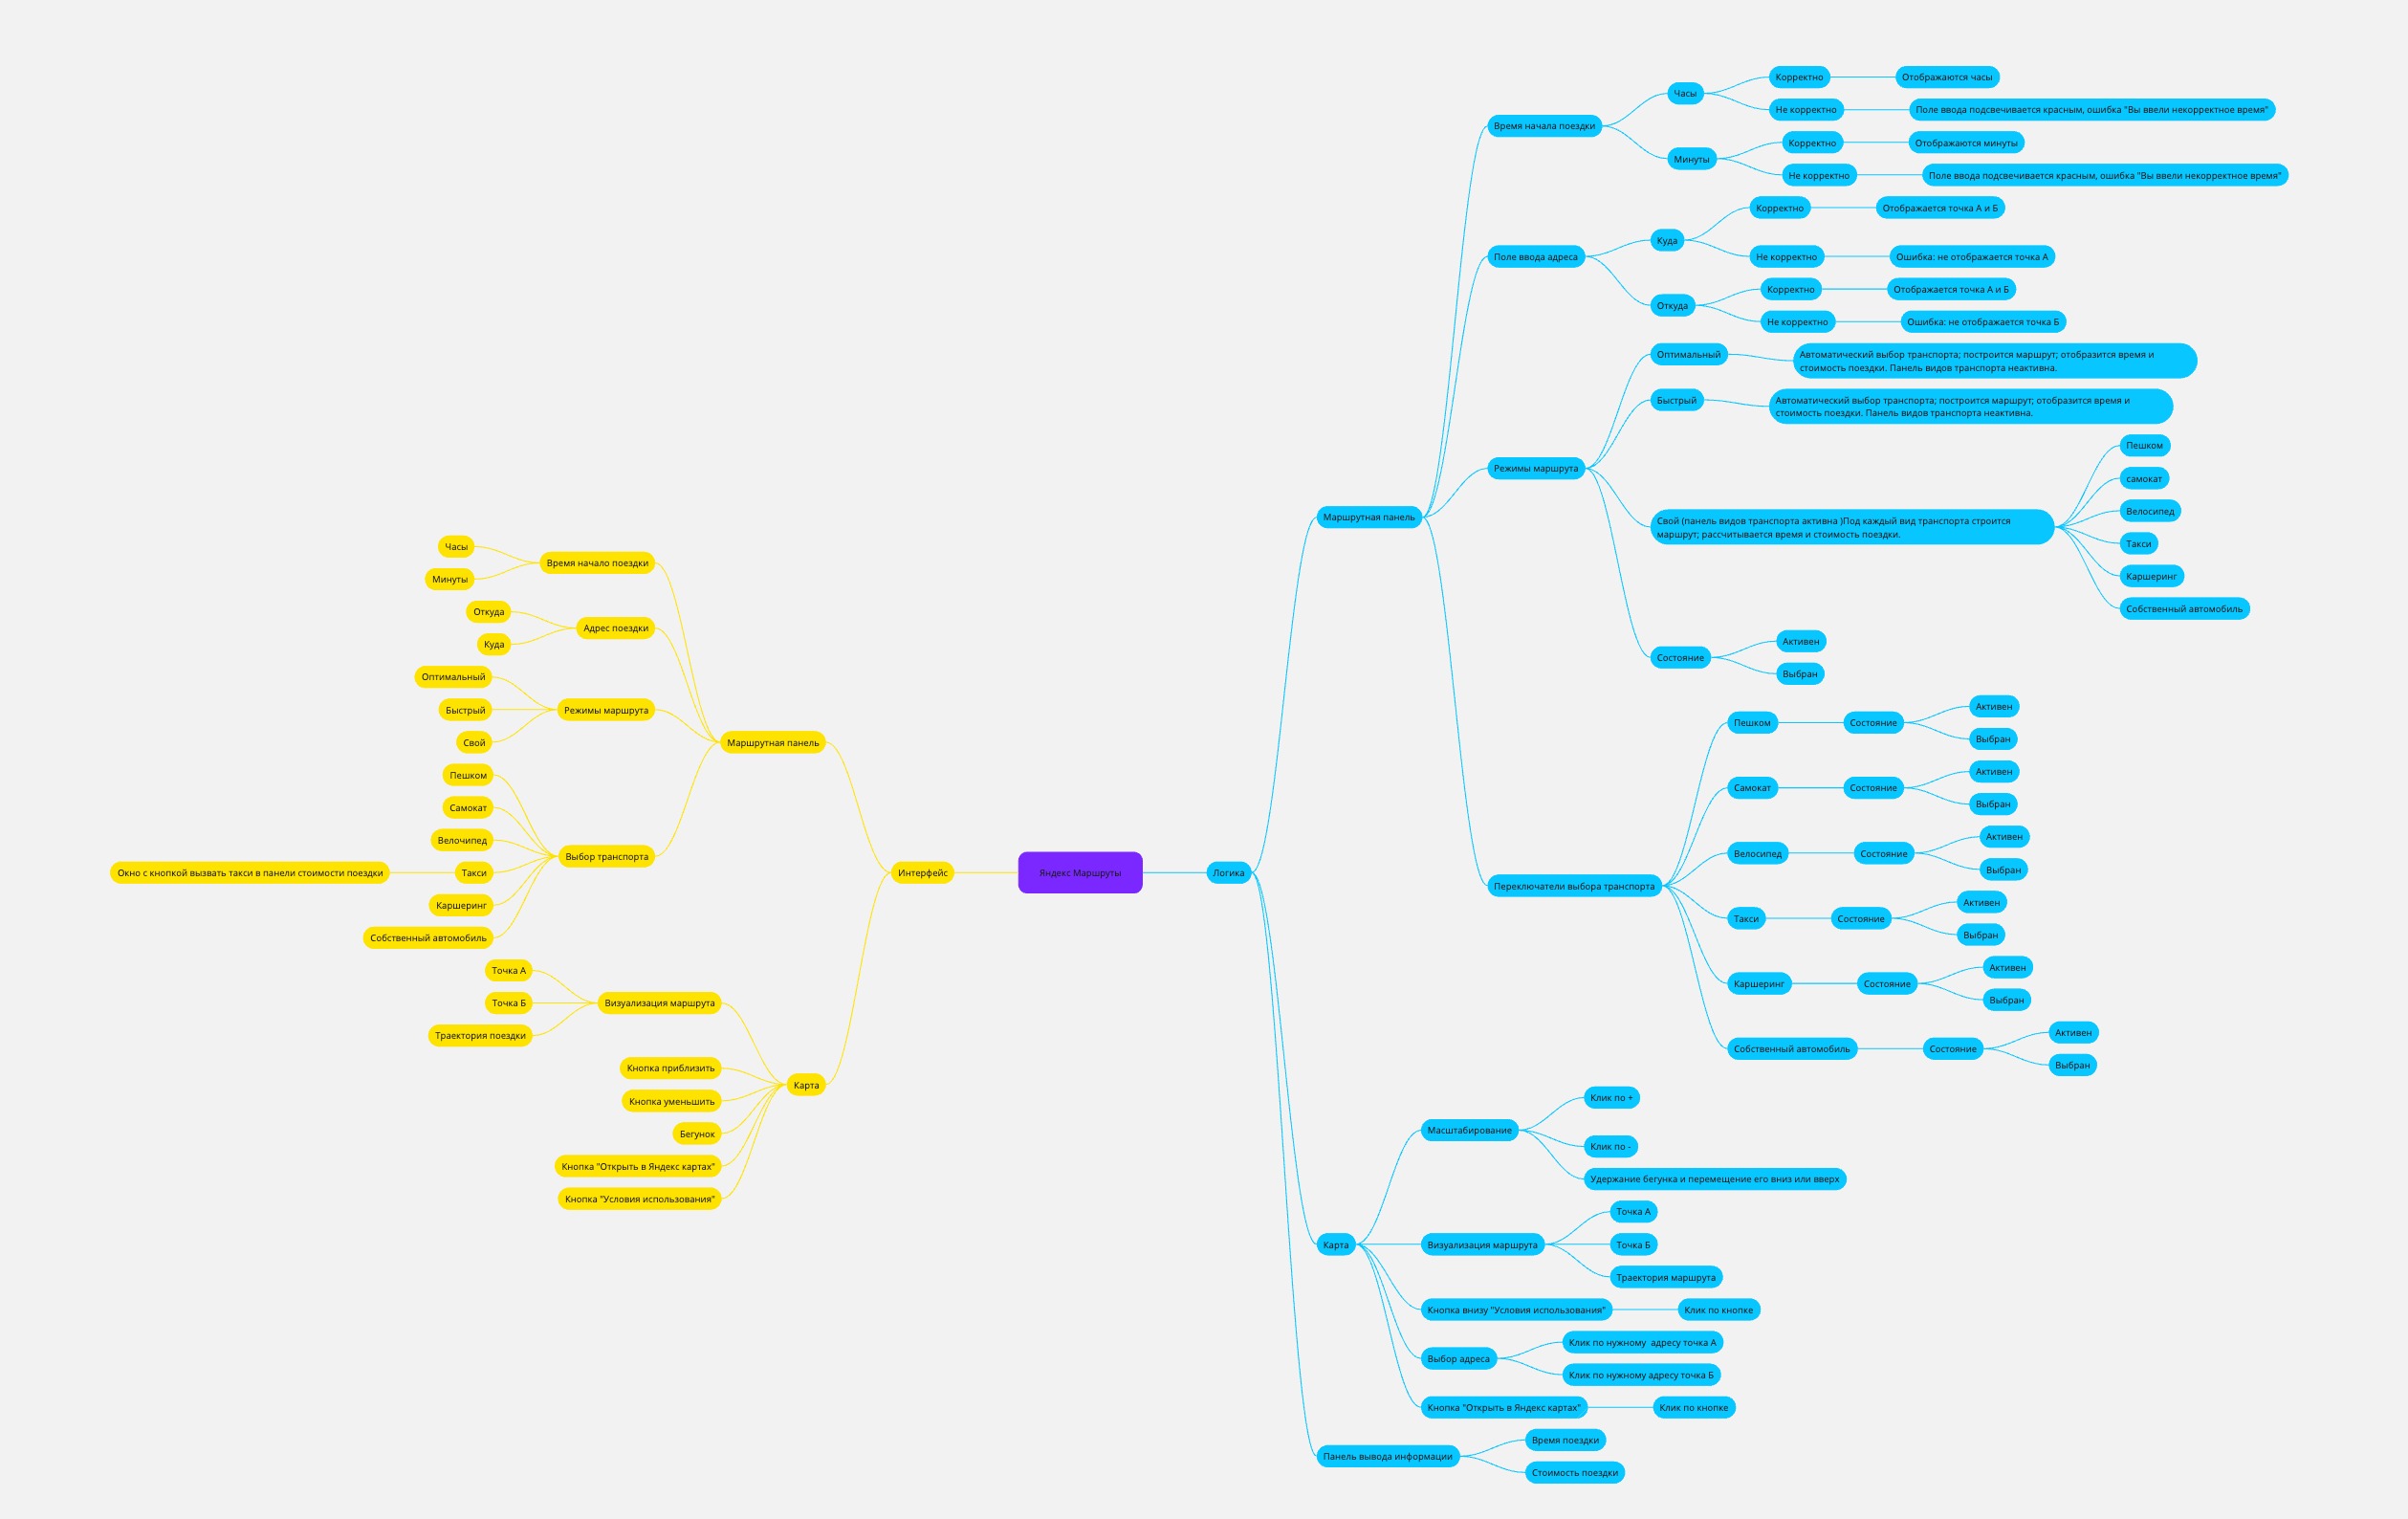 Яндекс Маршруты
Интерфейс
Маршрутная панель
Время начало поездки
Часы
Минуты
Адрес поездки
Откуда
Куда
Режимы маршрута
Оптимальный
Быстрый
Свой
Выбор транспорта
Пешком
Самокат
Велочипед
Такси
Окно с кнопкой вызвать такси в панели стоимости поездки
Каршеринг
Собственный автомобиль
Карта
Визуализация маршрута
Точка А
Точка Б
Траектория поездки
Кнопка приблизить
Кнопка уменьшить
Бегунок
Кнопка "Открыть в Яндекс картах"
Кнопка "Условия использования"
Логика
Маршрутная панель
Время начала поездки
Часы
Корректно
Отображаются часы
Не корректно
Поле ввода подсвечивается красным, ошибка "Вы ввели некорректное время"
Минуты
Корректно
Отображаются минуты
Не корректно
Поле ввода подсвечивается красным, ошибка "Вы ввели некорректное время"
Поле ввода адреса
Куда
Корректно
Отображается точка А и Б
Не корректно
Ошибка: не отображается точка А
Откуда
Корректно
Отображается точка А и Б
Не корректно
Ошибка: не отображается точка Б
Режимы маршрута
Оптимальный
Автоматический выбор транспорта; построится маршрут; отобразится время и
стоимость поездки. Панель видов транспорта неактивна.
Быстрый
Автоматический выбор транспорта; построится маршрут; отобразится время и
стоимость поездки. Панель видов транспорта неактивна.
Свой (панель видов транспорта активна )Под каждый вид транспорта строится
маршрут; рассчитывается время и стоимость поездки.
Пешком
самокат
Велосипед
Такси
Каршеринг
Собственный автомобиль
Состояние
Активен
Выбран
Переключатели выбора транспорта
Пешком
Состояние
Активен
Выбран
Самокат
Состояние
Активен
Выбран
Велосипед
Состояние
Активен
Выбран
Такси
Состояние
Активен
Выбран
Каршеринг
Состояние
Активен
Выбран
Собственный автомобиль
Состояние
Активен
Выбран
Карта
Масштабирование
Клик по +
Клик по -
Удержание бегунка и перемещение его вниз или вверх
Визуализация маршрута
Точка А
Точка Б
Траектория маршрута
Кнопка внизу "Условия использования"
Клик по кнопке
Выбор адреса
Клик по нужному  адресу точка А
Клик по нужному адресу точка Б
Кнопка "Открыть в Яндекс картах"
Клик по кнопке
Панель вывода информации
Время поездки
Стоимость поездки